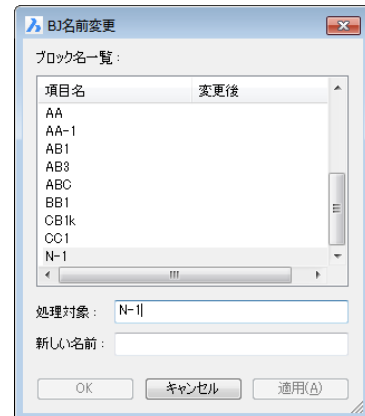 BJ名前変更
ブロック名一覧 :
項目名 変更後
AA
AA-1
AB1
AB3
ABC
BB1
CB1k
CC1
N-1
処理対象 : N-1
新しい名前 :
OK キャンセル 適用(A)